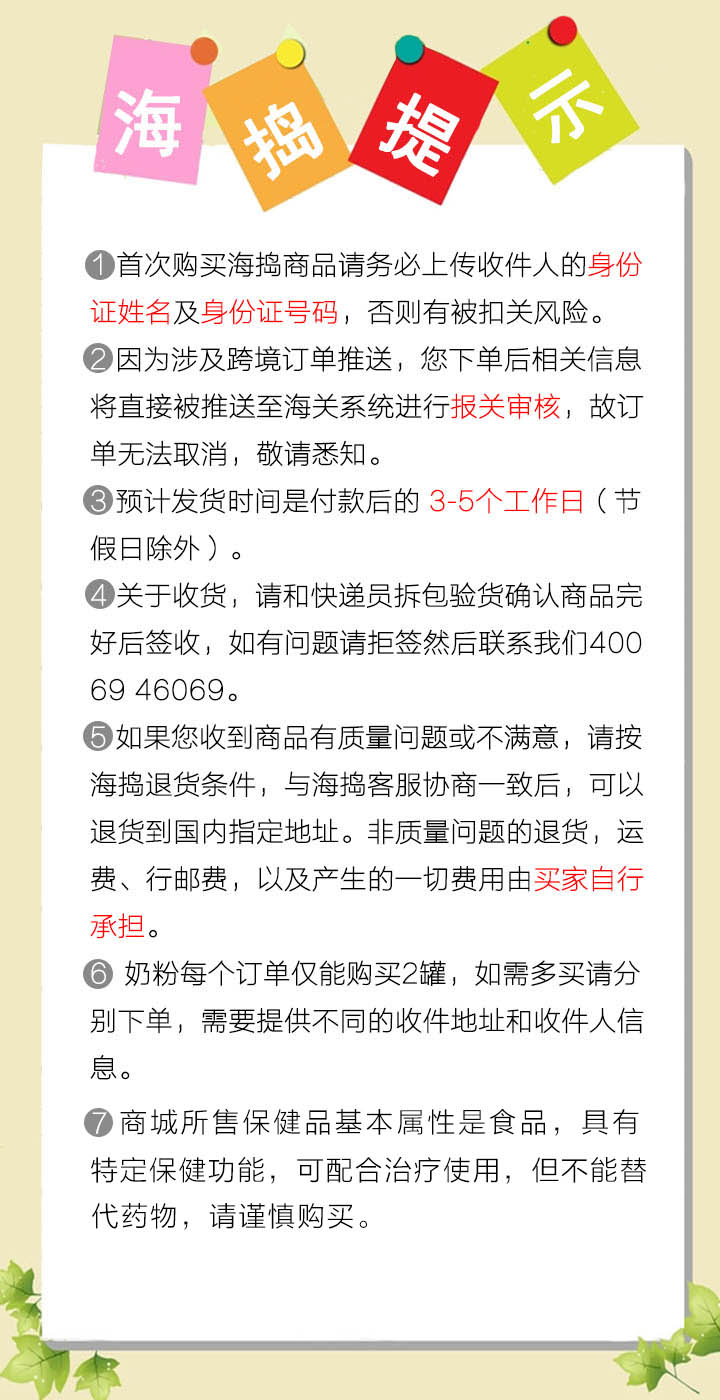 海捣提示
①首次购买海捣商品请务必上传收件人的身份
证姓名及身份证号码，否则有被扣关风险。
②因为涉及跨境订单推送，您下单后相关信息
将直接被推送至海关系统进行报关审核，故订
单无法取消，敬请悉知。
③预计发货时间是付款后的 3-5个工作日（节
假日除外）。
④关于收货，请和快递员拆包验货确认商品完
好后签收，如有问题请拒签然后联系我们400
69 46069。
⑤如果您收到商品有质量问题或不满意，请按
海捣退货条件，与海捣客服协商一致后，可以
退货到国内指定地址。非质量问题的退货，运
费、行邮费，以及产生的一切费用由买家自行
承担。
⑥ 奶粉每个订单仅能购买2罐，如需多买请分
别下单，需要提供不同的收件地址和收件人信
息。
⑦商城所售保健品基本属性是食品，具有
特定保健功能，可配合治疗使用，但不能替
代药物，请谨慎购买。